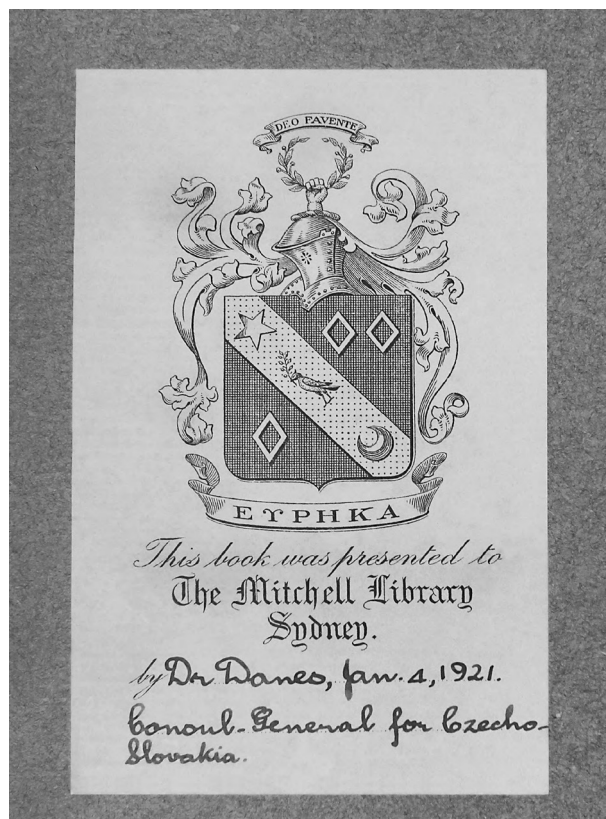 DEO FAVENTE
ΕΥΡΗΚΑ
This book was presented to
The Mitchell Library
Sydney.
by Dr Danes, Jan. 4, 1921.
Consul-General for Czecho-
Slovakia.